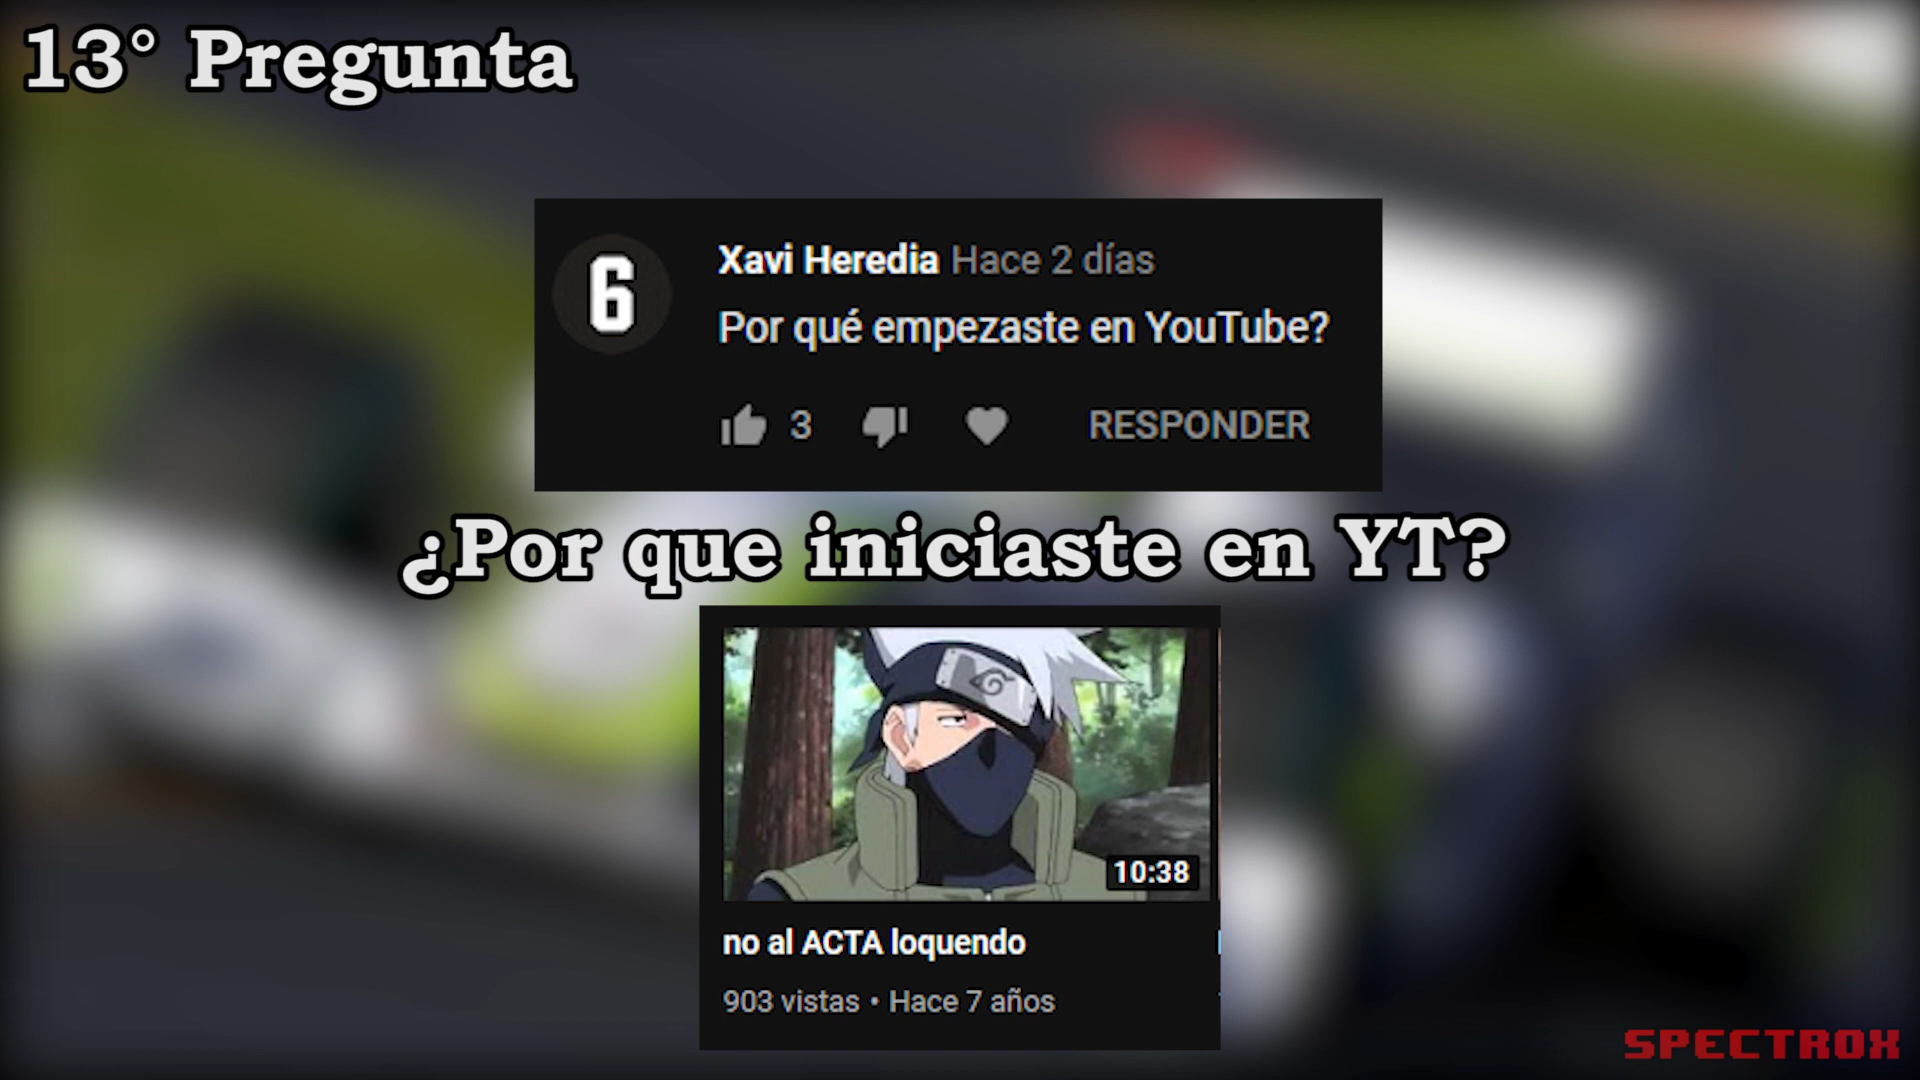 13° Pregunta
6
Xavi Heredia Hace 2 días
Por qué empezaste en YouTube?
3
RESPONDER
¿Por que iniciaste en YT?
10:38
no al ACTA loquendo
903 vistas • Hace 7 años
SPECTROX